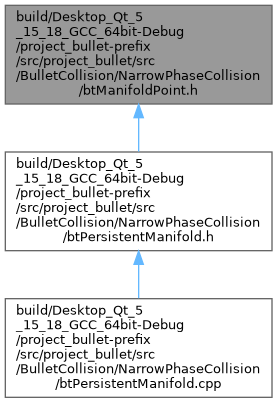 build/Desktop_Qt_5
_15_18_GCC_64bit-Debug
/project_bullet-prefix
/src/project_bullet/src
/BulletCollision/NarrowPhaseCollision
/btManifoldPoint.h
build/Desktop_Qt_5
_15_18_GCC_64bit-Debug
/project_bullet-prefix
/src/project_bullet/src
/BulletCollision/NarrowPhaseCollision
/btPersistentManifold.h
build/Desktop_Qt_5
_15_18_GCC_64bit-Debug
/project_bullet-prefix
/src/project_bullet/src
/BulletCollision/NarrowPhaseCollision
/btPersistentManifold.cpp